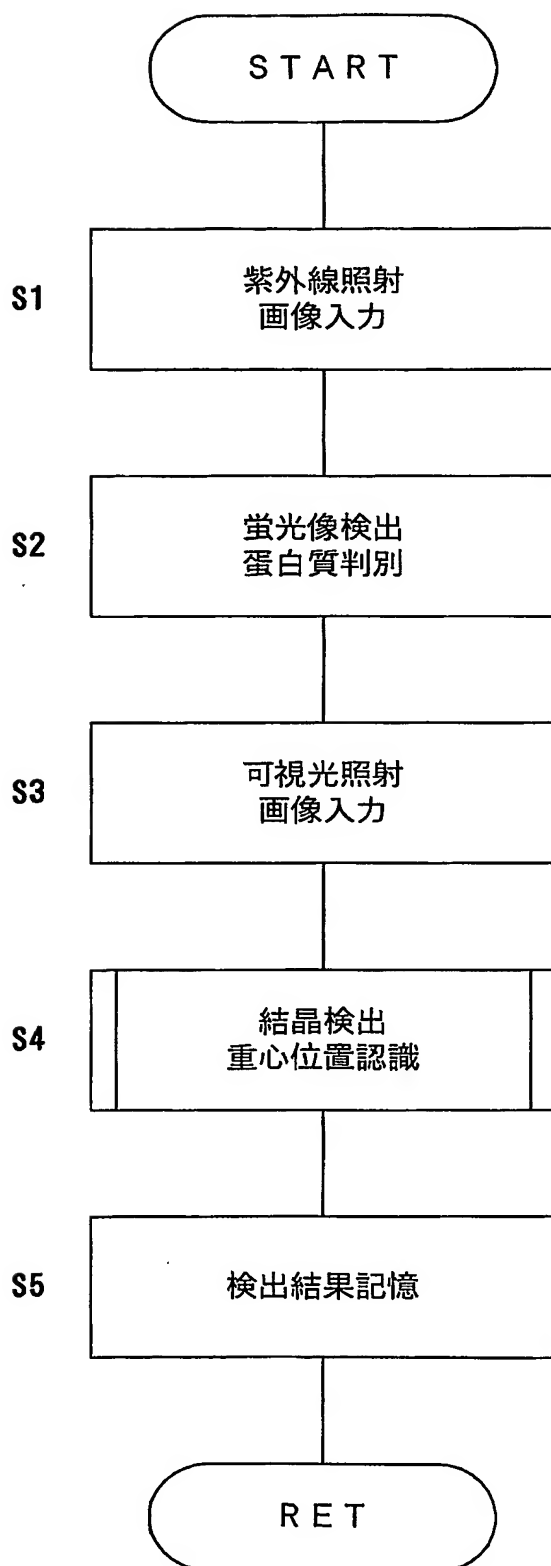 START
S1
紫外線照射
画像入力
S2
蛍光像検出
蛋白質判別
S3
可視光照射
画像入力
S4
結晶検出
重心位置認識
S5
検出結果記憶
RET